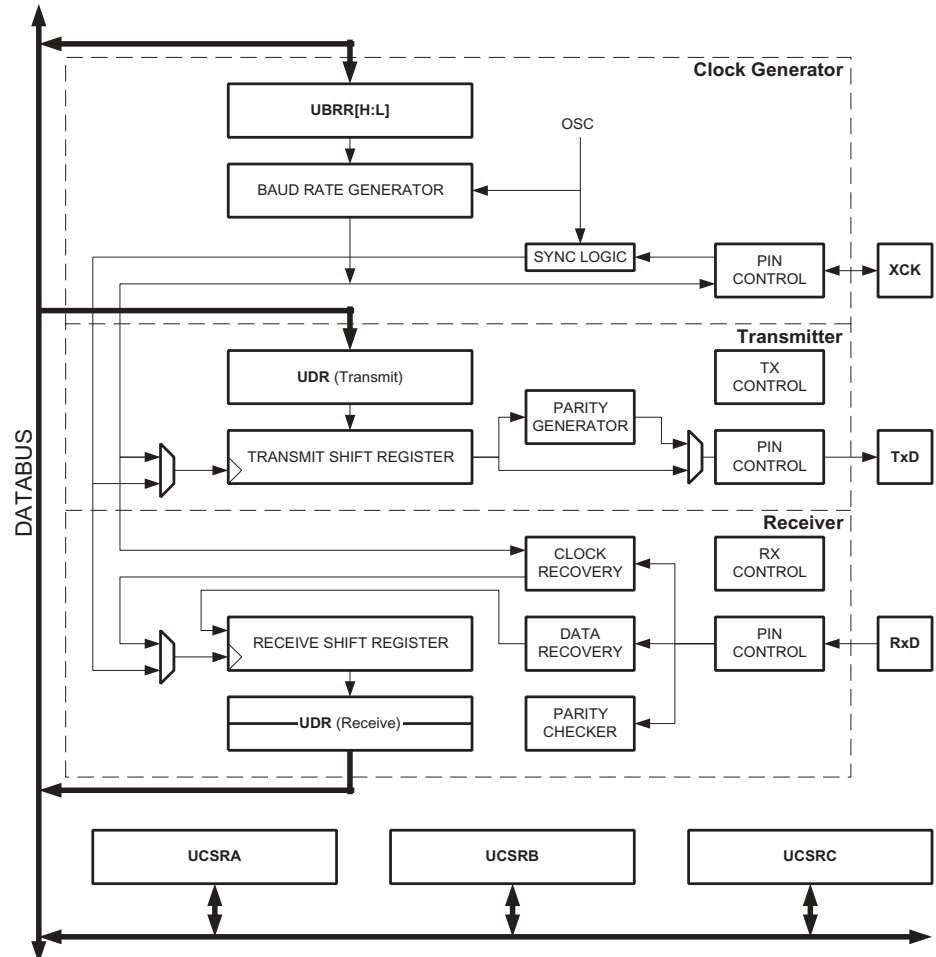 Clock Generator
UBRR[H:L]
OSC
BAUD RATE GENERATOR
SYNC LOGIC
PIN
CONTROL
XCK
Transmitter
UDR (Transmit)
TX
CONTROL
PARITY
GENERATOR
TRANSMIT SHIFT REGISTER
PIN
CONTROL
TxD
DATABUS
Receiver
CLOCK
RECOVERY
RX
CONTROL
RECEIVE SHIFT REGISTER
DATA
RECOVERY
PIN
CONTROL
RxD
UDR (Receive)
PARITY
CHECKER
UCSRA
UCSRB
UCSRC